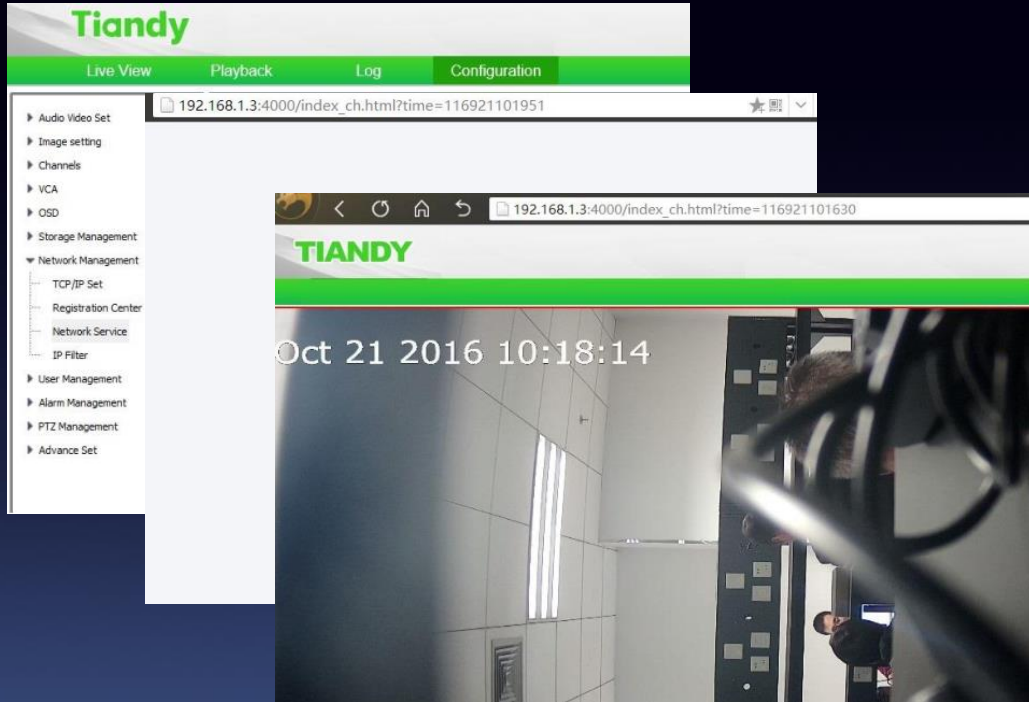 Tiandy
Live View Playback Log Configuration
192.168.1.3:4000/index_ch.html?time=116921101951
Audio Video Set
Image setting
Channels
VCA
OSD
Storage Management
Network Management
TCP/IP Set
Registration Center
Network Service
IP Filter
User Management
Alarm Management
PTZ Management
Advance Set
192.168.1.3:4000/index_ch.html?time=116921101630
TIANDY
Oct 21 2016 10:18:14